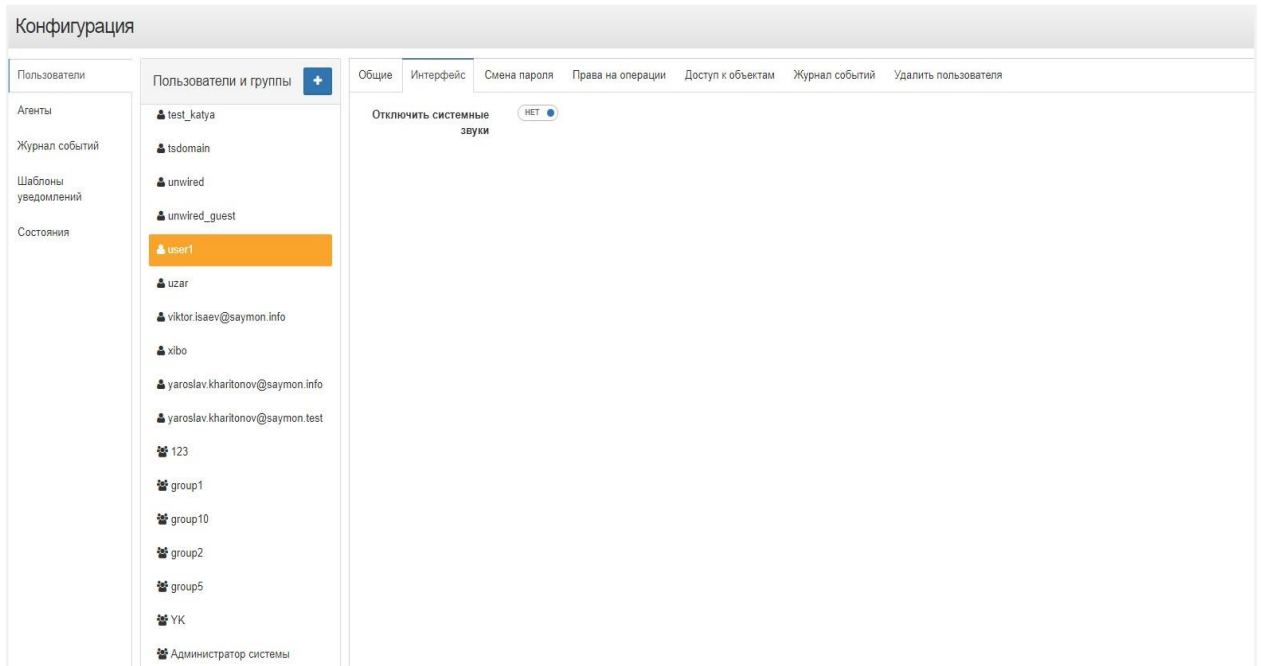 Конфигурация
Пользователи
Агенты
Журнал событий
Шаблоны
уведомлений
Состояния
Пользователи и группы
test_katya
tsdomain
unwired
unwired_guest
user1
uzar
viktor.isaev@saymon.info
xibo
yaroslav.kharitonov@saymon.info
yaroslav.kharitonov@saymon.test
123
group1
group10
group2
group5
YK
Администратор системы
Общие Интерфейс Смена пароля Права на операции Доступ к объектам Журнал событий Удалить пользователя
Отключить системные
звуки
НЕТ